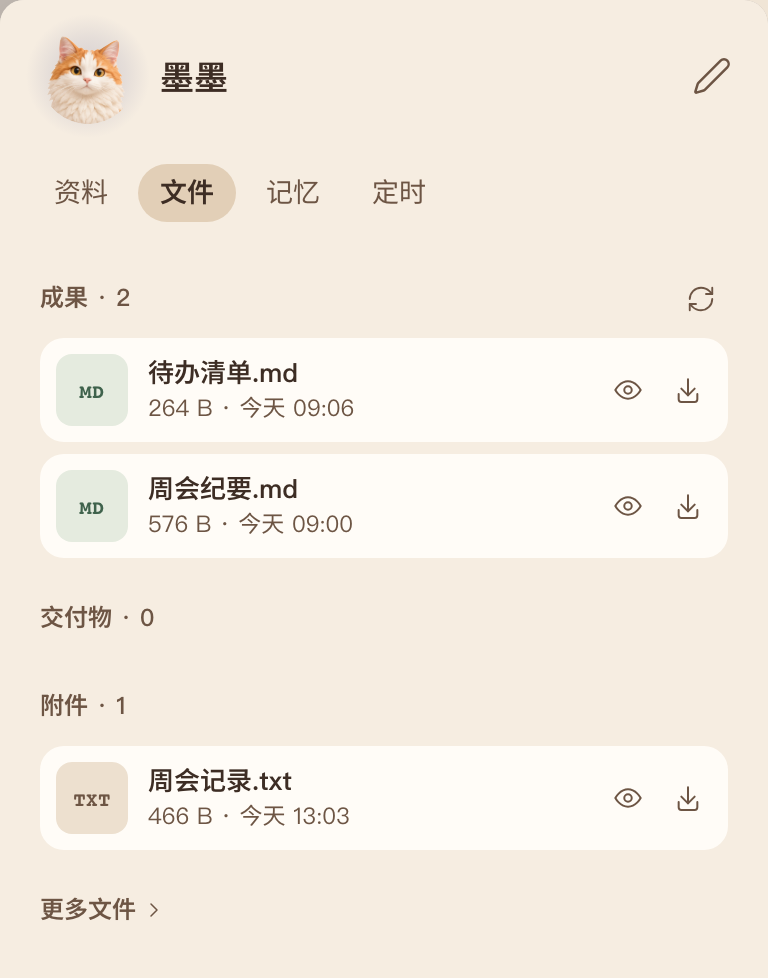 墨墨
资料 文件 记忆 定时
成果 · 2
MD
待办清单.md
264 B · 今天 09:06
MD
周会纪要.md
576 B · 今天 09:00
交付物 · 0
附件 · 1
TXT
周会记录.txt
466 B · 今天 13:03
更多文件 >